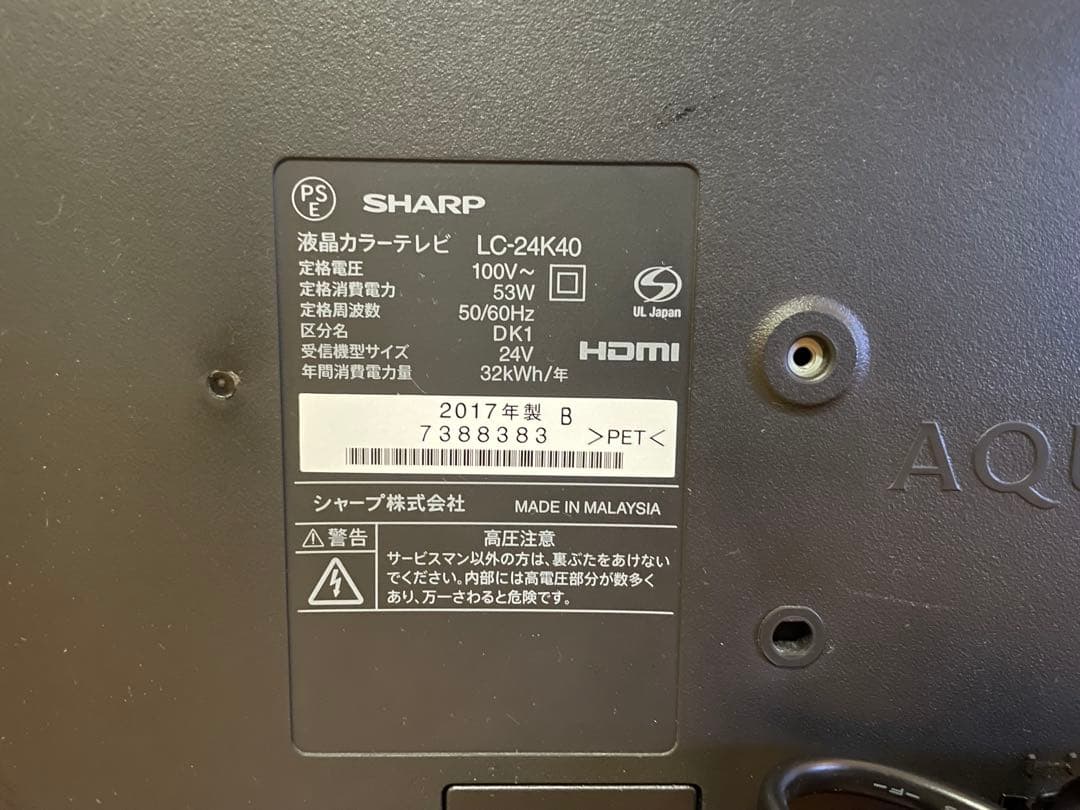 PS
E
SHARP
液晶カラーテレビ LC-24K40
定格電圧 100V～
定格消費電力 53W
定格周波数 50/60Hz
区分名 DK1
受信機型サイズ 24V
年間消費電力量 32kWh/年
S
UL Japan
HDMI
2017年製 B
7388383 >PET<
シャープ株式会社 MADE IN MALAYSIA
警告 高圧注意
サービスマン以外の方は、裏ぶたをあけない
でください。内部には高電圧部分が数多く
あり、万一さわると危険です。
AQU
-F-